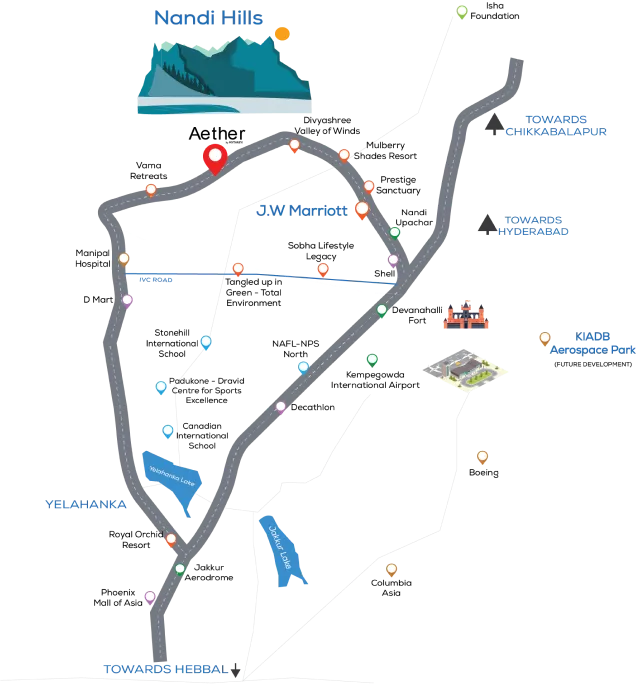 Nandi Hills
Isha
Foundation
TOWARDS
CHIKKABALAPUR
Aether
Divyashree
Valley of Winds
Mulberry
Shades Resort
Vama
Retreats
Prestige
Sanctuary
J.W Marriott
Nandi
Upachar
TOWARDS
HYDERABAD
Manipal
Hospital
Sobha Lifestyle
Legacy
Shell
IVC ROAD
Tangled up in
Green - Total
Environment
D Mart
Devanahalli
Fort
Stonehill
International
School
NAFL-NPS
North
KIADB
Aerospace Park
(FUTURE DEVELOPMENT)
Kempegowda
International Airport
Padukone - Dravid
Centre for Sports
Excellence
Decathlon
Canadian
International
School
Yelahanka Lake
Boeing
YELAHANKA
Royal Orchid
Resort
Jakkur Lake
Jakkur
Aerodrome
Columbia
Asia
Phoenix
Mall of Asia
TOWARDS HEBBAL